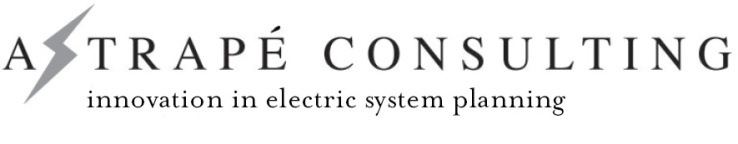 ASTRAPÉ CONSULTING
innovation in electric system planning